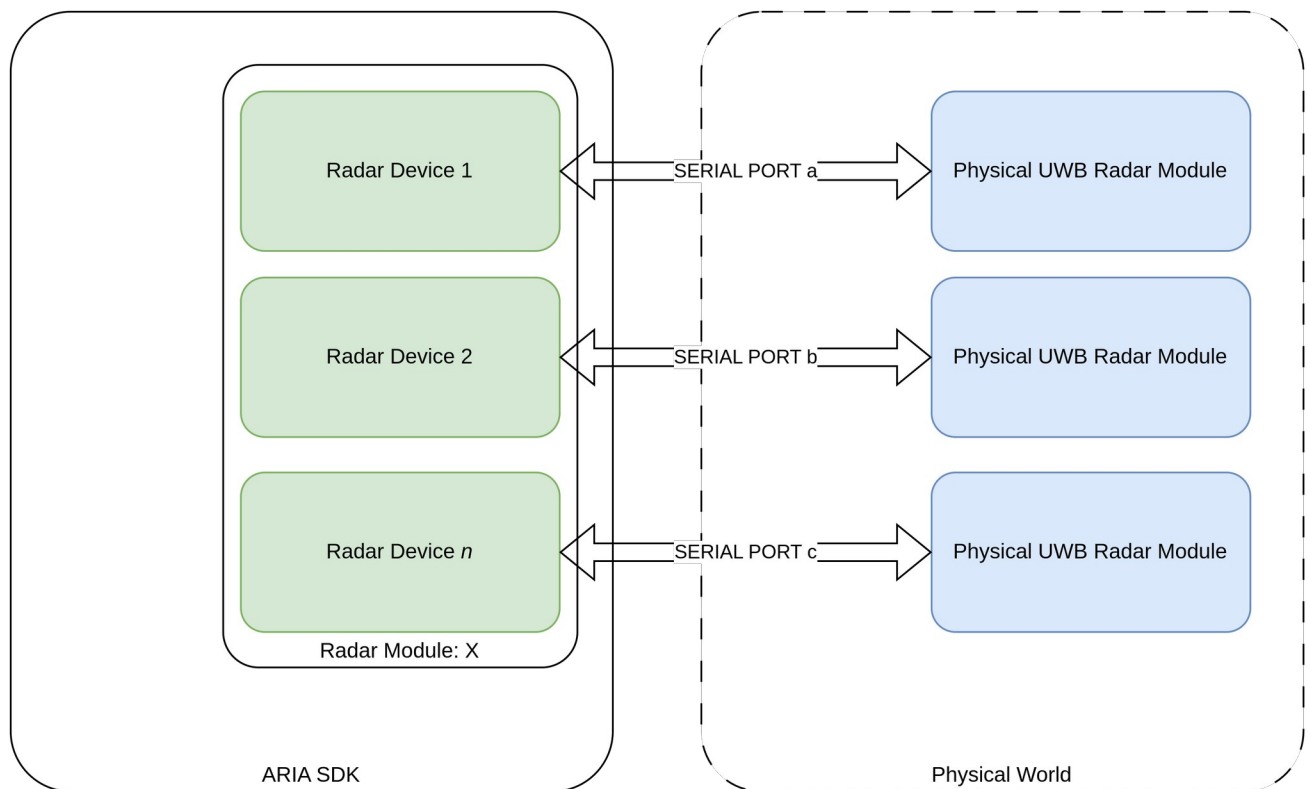 Radar Device 1
SERIAL PORT a
Physical UWB Radar Module
Radar Device 2
SERIAL PORT b
Physical UWB Radar Module
Radar Device n
SERIAL PORT c
Physical UWB Radar Module
Radar Module: X
ARIA SDK
Physical World